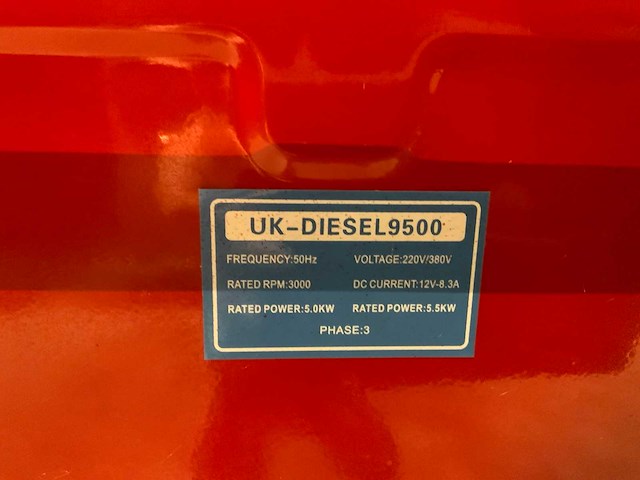 UK-DIESEL9500
FREQUENCY:50Hz VOLTAGE:220V/380V
RATED RPM:3000 DC CURRENT:12V-8.3A
RATED POWER:5.0KW RATED POWER:5.5KW
PHASE:3